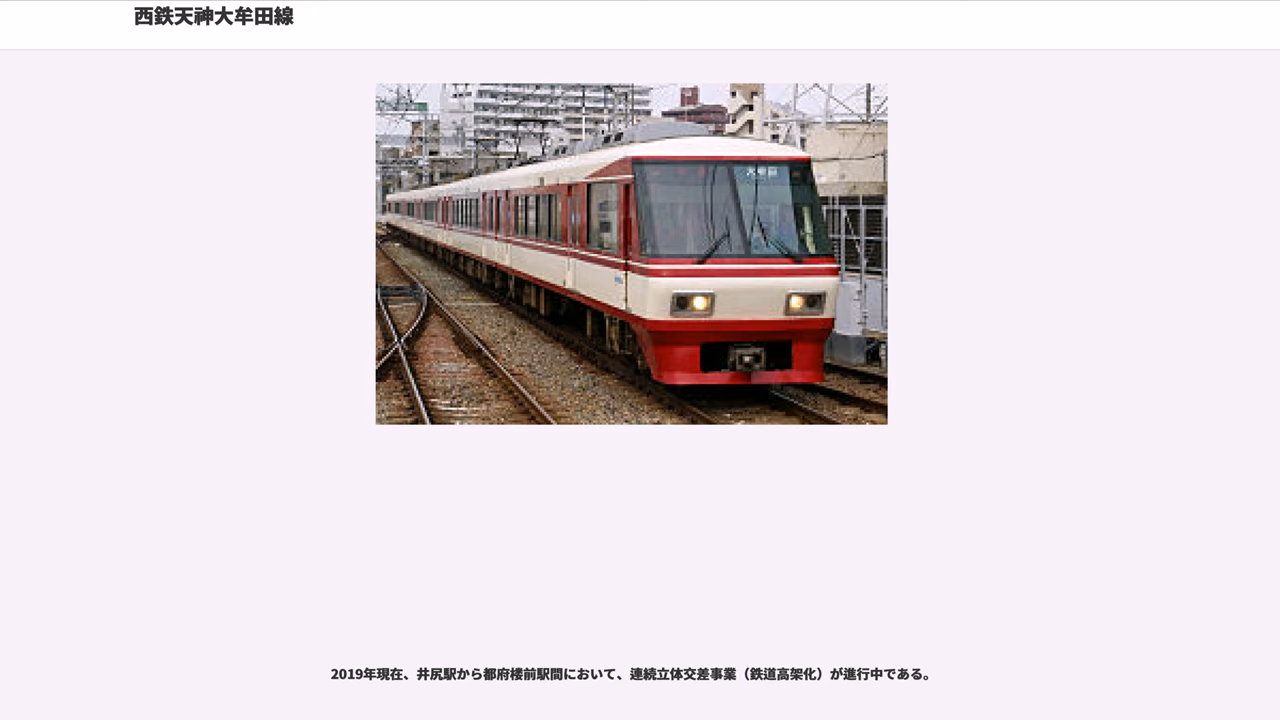 西鉄天神大牟田線
2019年現在、井尻駅から都府楼前駅間において、連続立体交差事業（鉄道高架化）が進行中である。